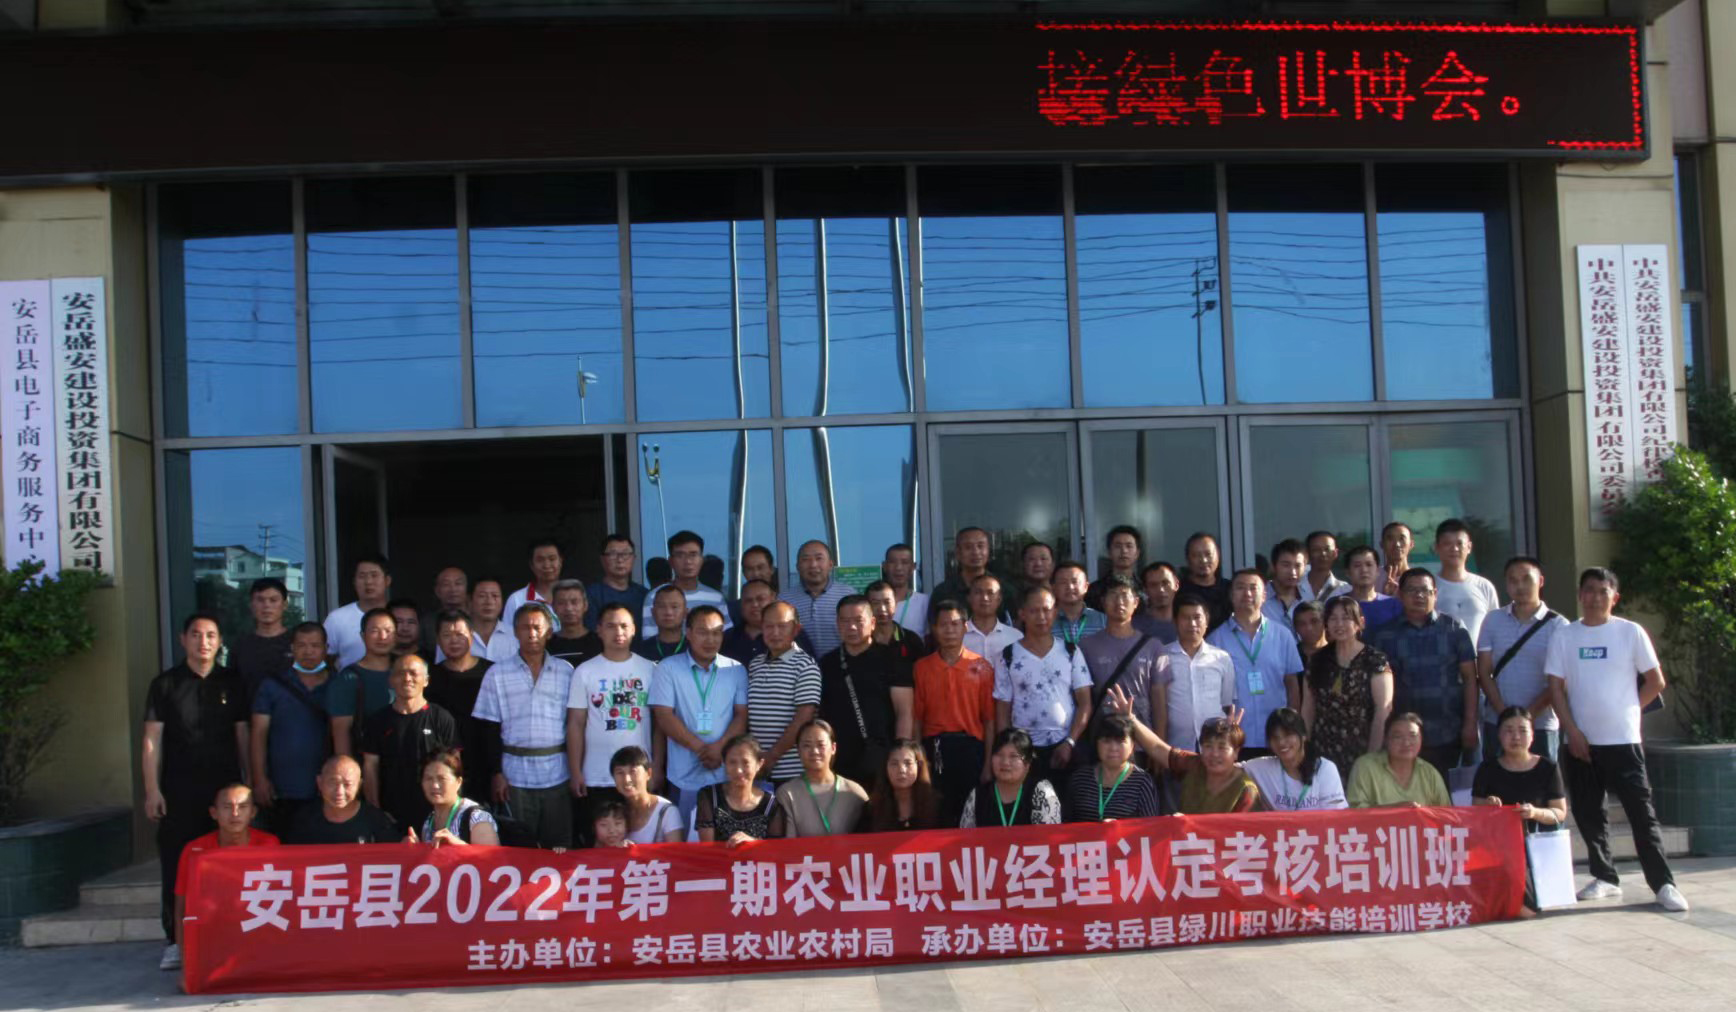 绿色世博会。
安岳县电子商务服务中
安岳盛安建设投资集团有限公司
中共安岳盛安建设投资集团有限公司委员
中共安岳盛安建设投资集团有限公司纪律检查
I LOVE
UNDER
YOUR
BED
Keep
安岳县2022年第一期农业职业经理认定考核培训班
主办单位：安岳县农业农村局 承办单位：安岳县绿川职业技能培训学校